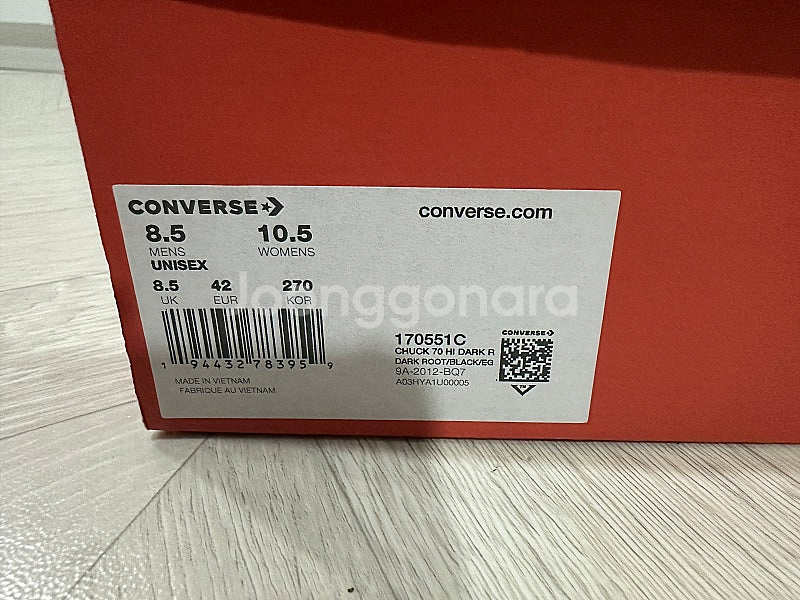 CONVERSE
converse.com
8.5 10.5
MENS WOMENS
UNISEX
8.5 42 270
UK EUR KOR
Joonggonara
1 94432 78395 9
MADE IN VIETNAM
FABRIQUE AU VIETNAM
170551C
CHUCK 70 HI DARK R
DARK ROOT/BLACK/EG
9A-2012-BQ7
A03HYA1U00005
CONVERSE